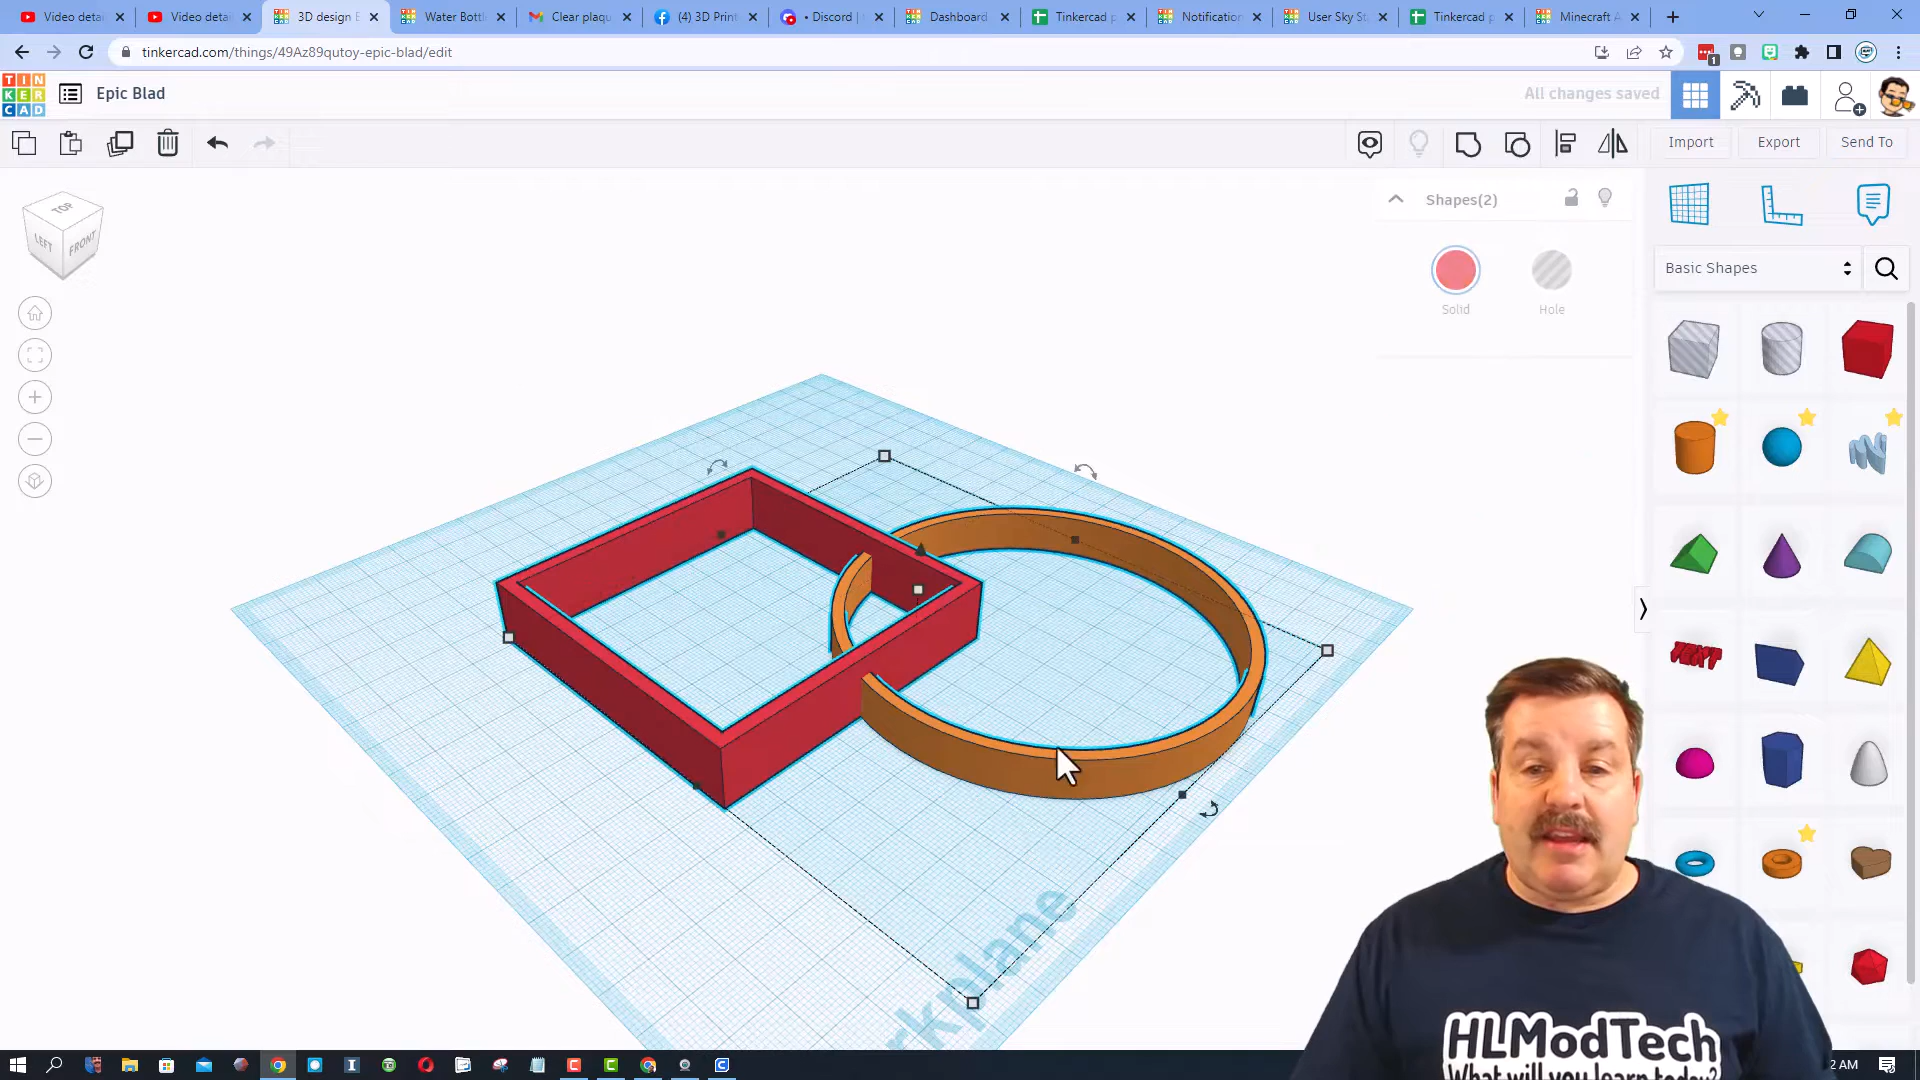 Video detai
Video detai
3D design E
Water Bottl
Clear plaqu
(4) 3D Print
• Discord |
Dashboard
Tinkercad p
Notification
User Sky St
Tinkercad p
Minecraft A
tinkercad.com/things/49Az89qutoy-epic-blad/edit
1
TIN
KER
CAD
Epic Blad
All changes saved
Import
Export
Send To
TOP
LEFT
FRONT
Shapes(2)
Solid
Hole
Basic Shapes
TEXT
rkplane
HLModTech
What will you learn today?
2 AM